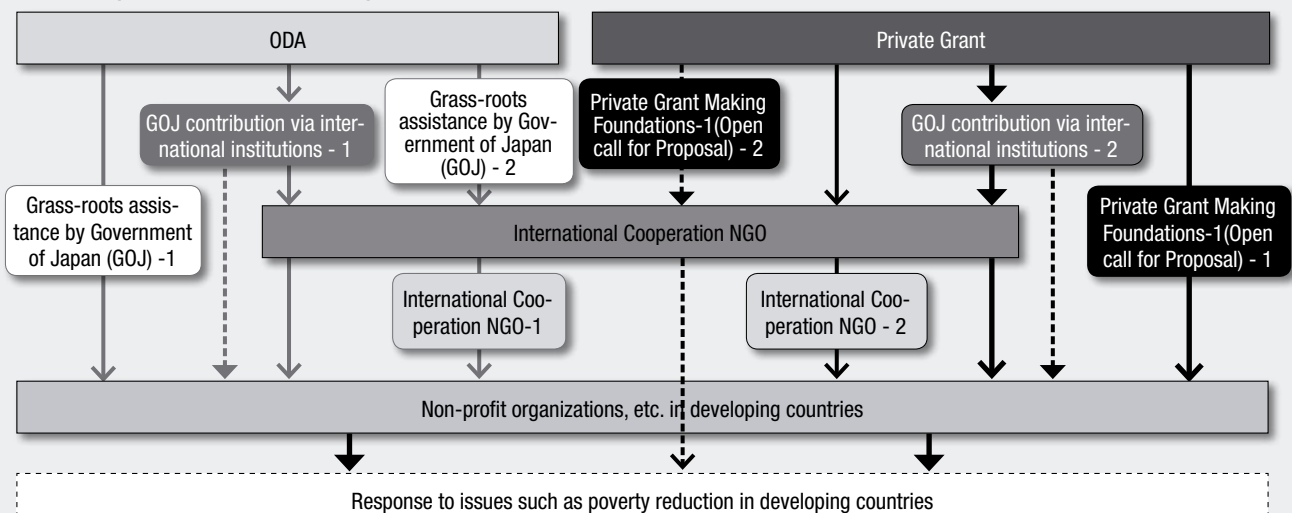 ODA
Private Grant
GOJ contribution via inter-
national institutions - 1
Grass-roots
assistance by Gov-
ernment of Japan
(GOJ) - 2
Private Grant Making
Foundations-1(Open
call for Proposal) - 2
GOJ contribution via inter-
national institutions - 2
Grass-roots assis-
tance by Government
of Japan (GOJ) -1
International Cooperation NGO
Private Grant Making
Foundations-1(Open
call for Proposal) - 1
International Coo-
peration NGO-1
International Coo-
peration NGO - 2
Non-profit organizations, etc. in developing countries
Response to issues such as poverty reduction in developing countries